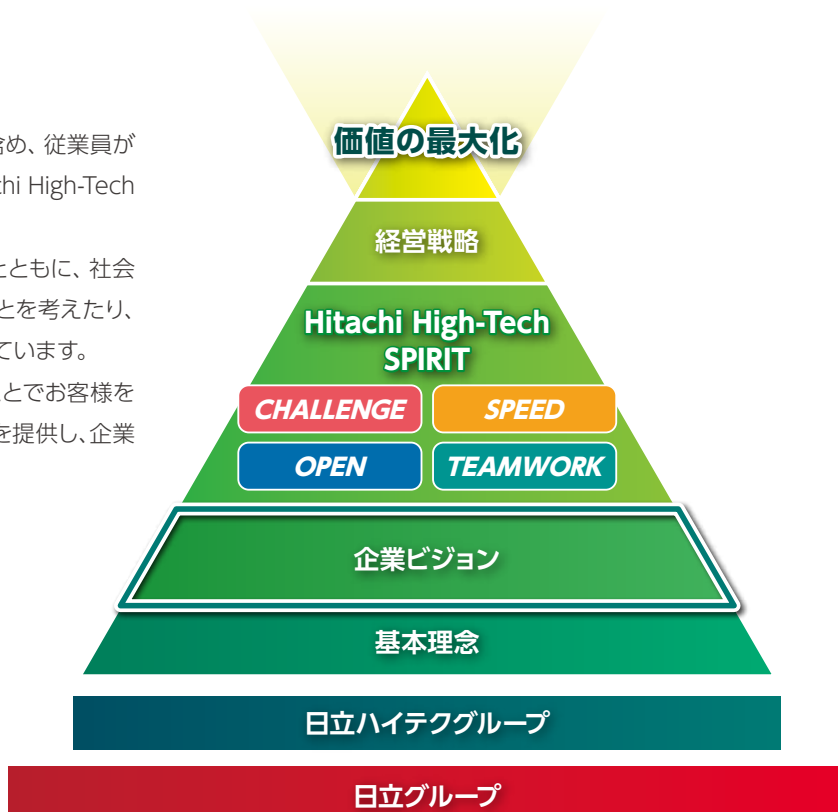 含め、従業員が
chi High-Tech
とともに、社会
とを考えたり、
ています。
とでお客様を
を提供し、企業
価値の最大化
経営戦略
Hitachi High-Tech
SPIRIT
CHALLENGE SPEED
OPEN TEAMWORK
企業ビジョン
基本理念
日立ハイテクグループ
日立グループ